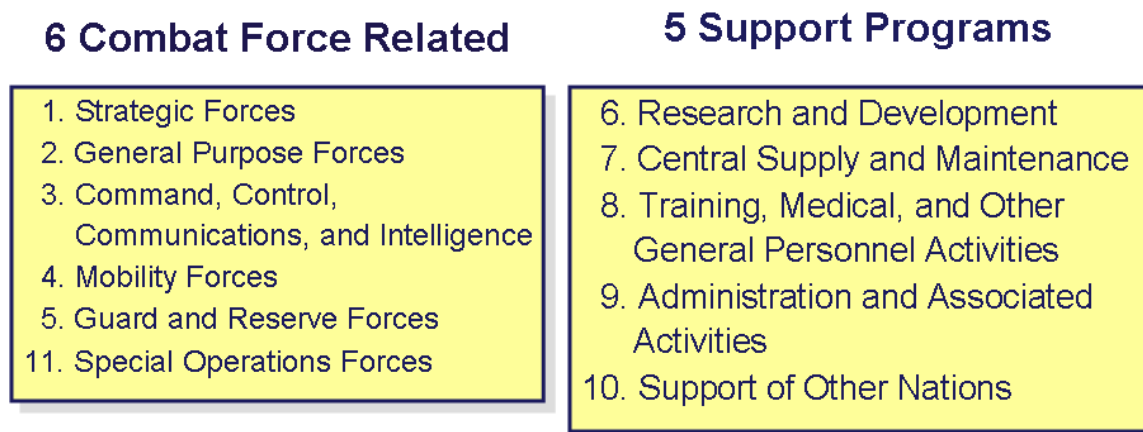 6 Combat Force Related
1. Strategic Forces
2. General Purpose Forces
3. Command, Control,
Communications, and Intelligence
4. Mobility Forces
5. Guard and Reserve Forces
11. Special Operations Forces
5 Support Programs
6. Research and Development
7. Central Supply and Maintenance
8. Training, Medical, and Other
General Personnel Activities
9. Administration and Associated
Activities
10. Support of Other Nations